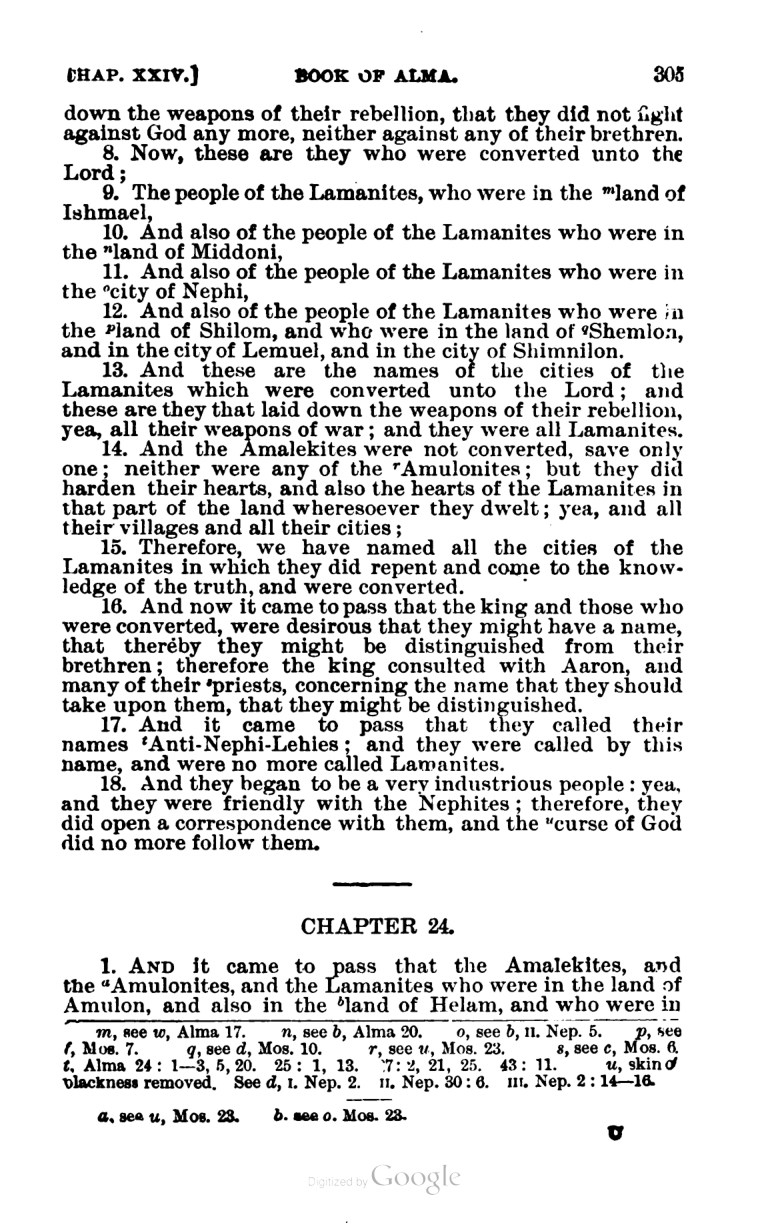 CHAP. XXIV.] BOOK OF ALMA. 305
down the weapons of their rebellion, that they did not fight
against God any more, neither against any of their brethren.
8. Now, these are they who were converted unto the
Lord;
9. The people of the Lamanites, who were in the ᵐland of
Ishmael,
10. And also of the people of the Lamanites who were in
the ⁿland of Middoni,
11. And also of the people of the Lamanites who were in
the ᵒcity of Nephi,
12. And also of the people of the Lamanites who were in
the ᵖland of Shilom, and who were in the land of qShemlon,
and in the city of Lemuel, and in the city of Shimnilon.
13. And these are the names of the cities of the
Lamanites which were converted unto the Lord; and
these are they that laid down the weapons of their rebellion,
yea, all their weapons of war; and they were all Lamanites.
14. And the Amalekites were not converted, save only
one; neither were any of the ʳAmulonites; but they did
harden their hearts, and also the hearts of the Lamanites in
that part of the land wheresoever they dwelt; yea, and all
their villages and all their cities;
15. Therefore, we have named all the cities of the
Lamanites in which they did repent and come to the know-
ledge of the truth, and were converted.
16. And now it came to pass that the king and those who
were converted, were desirous that they might have a name,
that thereby they might be distinguished from their
brethren; therefore the king consulted with Aaron, and
many of their ˢpriests, concerning the name that they should
take upon them, that they might be distinguished.
17. And it came to pass that they called their
names ᵗAnti-Nephi-Lehies; and they were called by this
name, and were no more called Lamanites.
18. And they began to be a very industrious people: yea,
and they were friendly with the Nephites; therefore, they
did open a correspondence with them, and the ᵘcurse of God
did no more follow them.
CHAPTER 24.
1. AND it came to pass that the Amalekites, and
the ᵃAmulonites, and the Lamanites who were in the land of
Amulon, and also in the ᵇland of Helam, and who were in
m, see w, Alma 17. n, see b, Alma 20. o, see b, II. Nep. 5. p, see
f, Mos. 7. q, see d, Mos. 10. r, see u, Mos. 23. s, see c, Mos. 6.
t, Alma 24: 1—3, 5, 20. 25: 1, 13. 27: 2, 21, 25. 43: 11. u, skin of
blackness removed. See d, I. Nep. 2. II. Nep. 30: 6. III. Nep. 2: 14—16.
a, see u, Mos. 23. b. see o. Mos. 23.
U
Digitized by Google